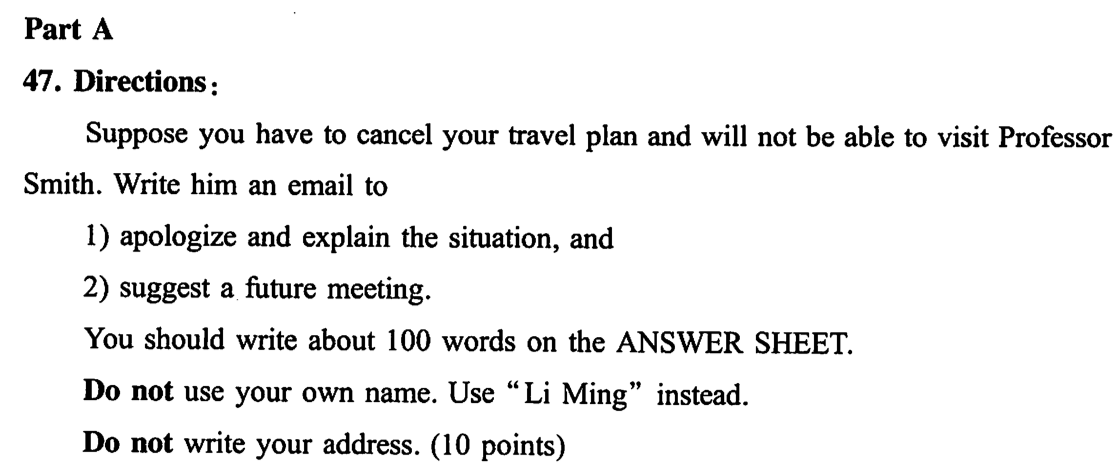 Part A
47. Directions:
Suppose you have to cancel your travel plan and will not be able to visit Professor
Smith. Write him an email to
1) apologize and explain the situation, and
2) suggest a future meeting.
You should write about 100 words on the ANSWER SHEET.
Do not use your own name. Use “Li Ming” instead.
Do not write your address. (10 points)